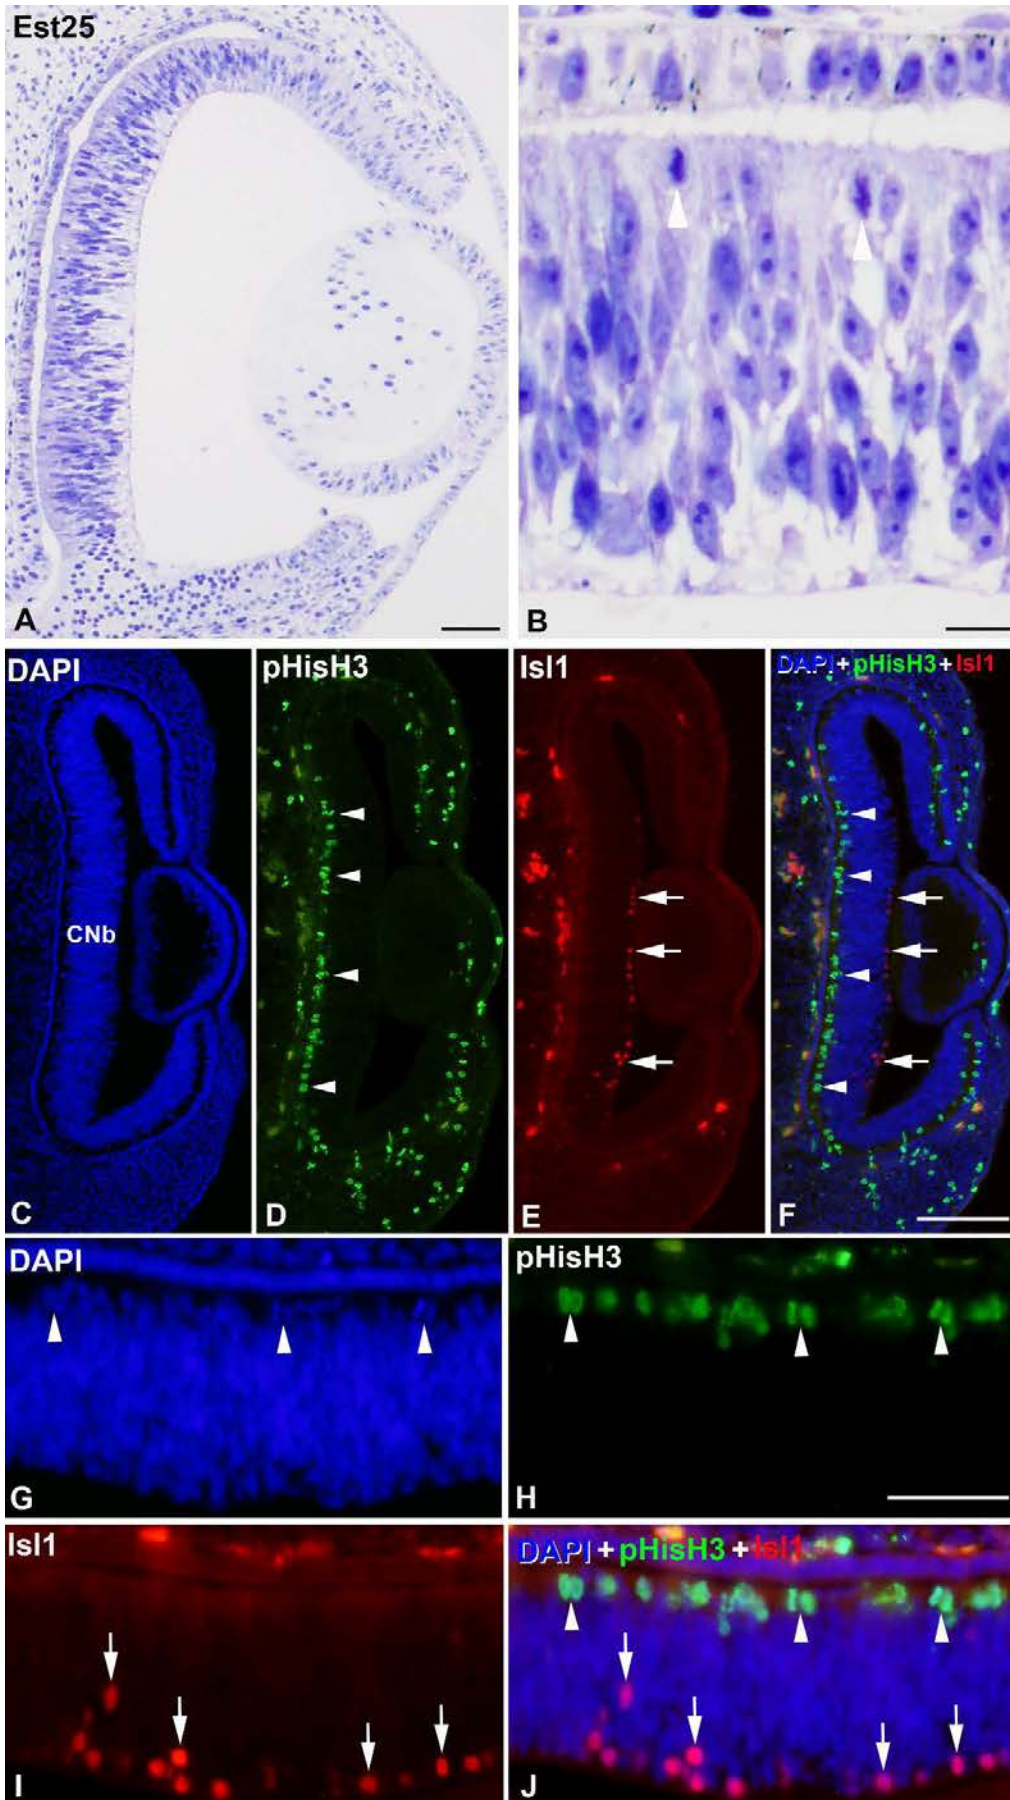 Est25
A
B
DAPI
pHisH3
Isl1
DAPI + pHisH3 + Isl1
CNb
C
D
E
F
DAPI
pHisH3
G
H
Isl1
DAPI + pHisH3 + Isl1
I
J